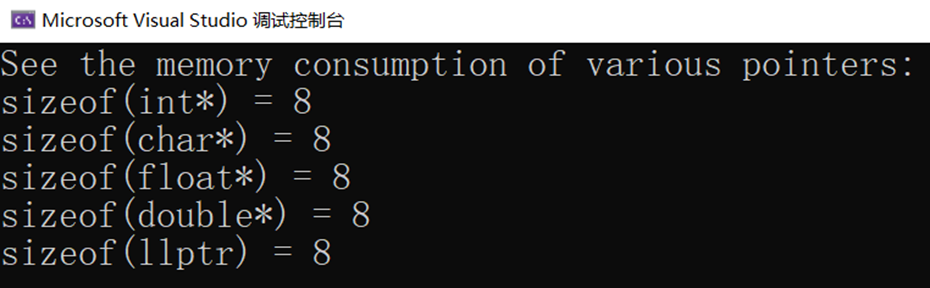 Microsoft Visual Studio 调试控制台
See the memory consumption of various pointers:
sizeof(int*) = 8
sizeof(char*) = 8
sizeof(float*) = 8
sizeof(double*) = 8
sizeof(llptr) = 8